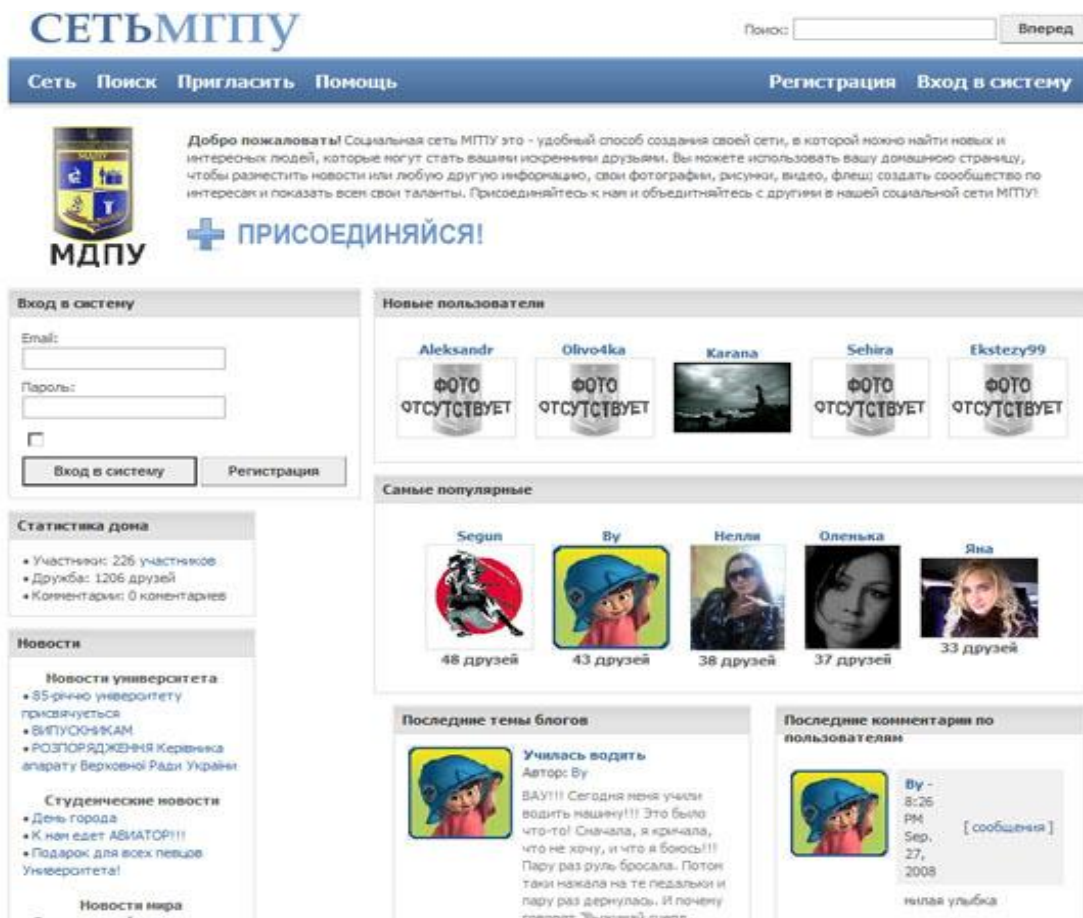 СЕТЬМГПУ
Поиск:
Вперед
Сеть Поиск Пригласить Помощь
Регистрация Вход в систему
МДПУ
МДПУ
Добро пожаловать! Социальная сеть МГПУ это - удобный способ создания своей сети, в которой можно найти новых и
интересных людей, которые могут стать вашими искренними друзьями. Вы можете использовать вашу домашнюю страницу,
чтобы разместить новости или любую другую информацию, свои фотографии, рисунки, видео, флеш; создать соообщество по
интересам и показать всем свои таланты. Присоединяйтесь к нам и объедитняйтесь с другими в нашей социальной сети МГПУ!
ПРИСОЕДИНЯЙСЯ!
Вход в систему
Email:
Пароль:
Вход в систему
Регистрация
Статистика дома
• Участники: 226 участников
• Дружба: 1206 друзей
• Комментарии: 0 коментариев
Новости
Новости университета
• 85-річчю університету
присвячується
• ВИПУСКНИКАМ
• РОЗПОРЯДЖЕННЯ Керівника
апарату Верховної Ради України
Студенческие новости
• День города
• К нам едет АВИАТОР!!!
• Подарок для всех певцов
Университета!
Новости мира
Новые пользователи
Aleksandr
ФОТО
ОТСУТСТВУЕТ
Olivo4ka
ФОТО
ОТСУТСТВУЕТ
Karana
Sehira
ФОТО
ОТСУТСТВУЕТ
Ekstezy99
ФОТО
ОТСУТСТВУЕТ
Самые популярные
Segun
48 друзей
By
43 друзей
Нелли
38 друзей
Оленька
37 друзей
Яна
33 друзей
Последние темы блогов
Училась водить
Автор: By
ВАУ!!! Сегодня меня учили
водить машину!!! Это было
что-то! Сначала, я кричала,
что не хочу, и что я боюсь!!!
Пару раз руль бросала. Потом
таки нажала на те педальки и
пару раз дернулась. И почему
Последние комментарии по
пользователям
By -
8:26
PM
Sep.
27,
2008
[ сообщения ]
милая улыбка